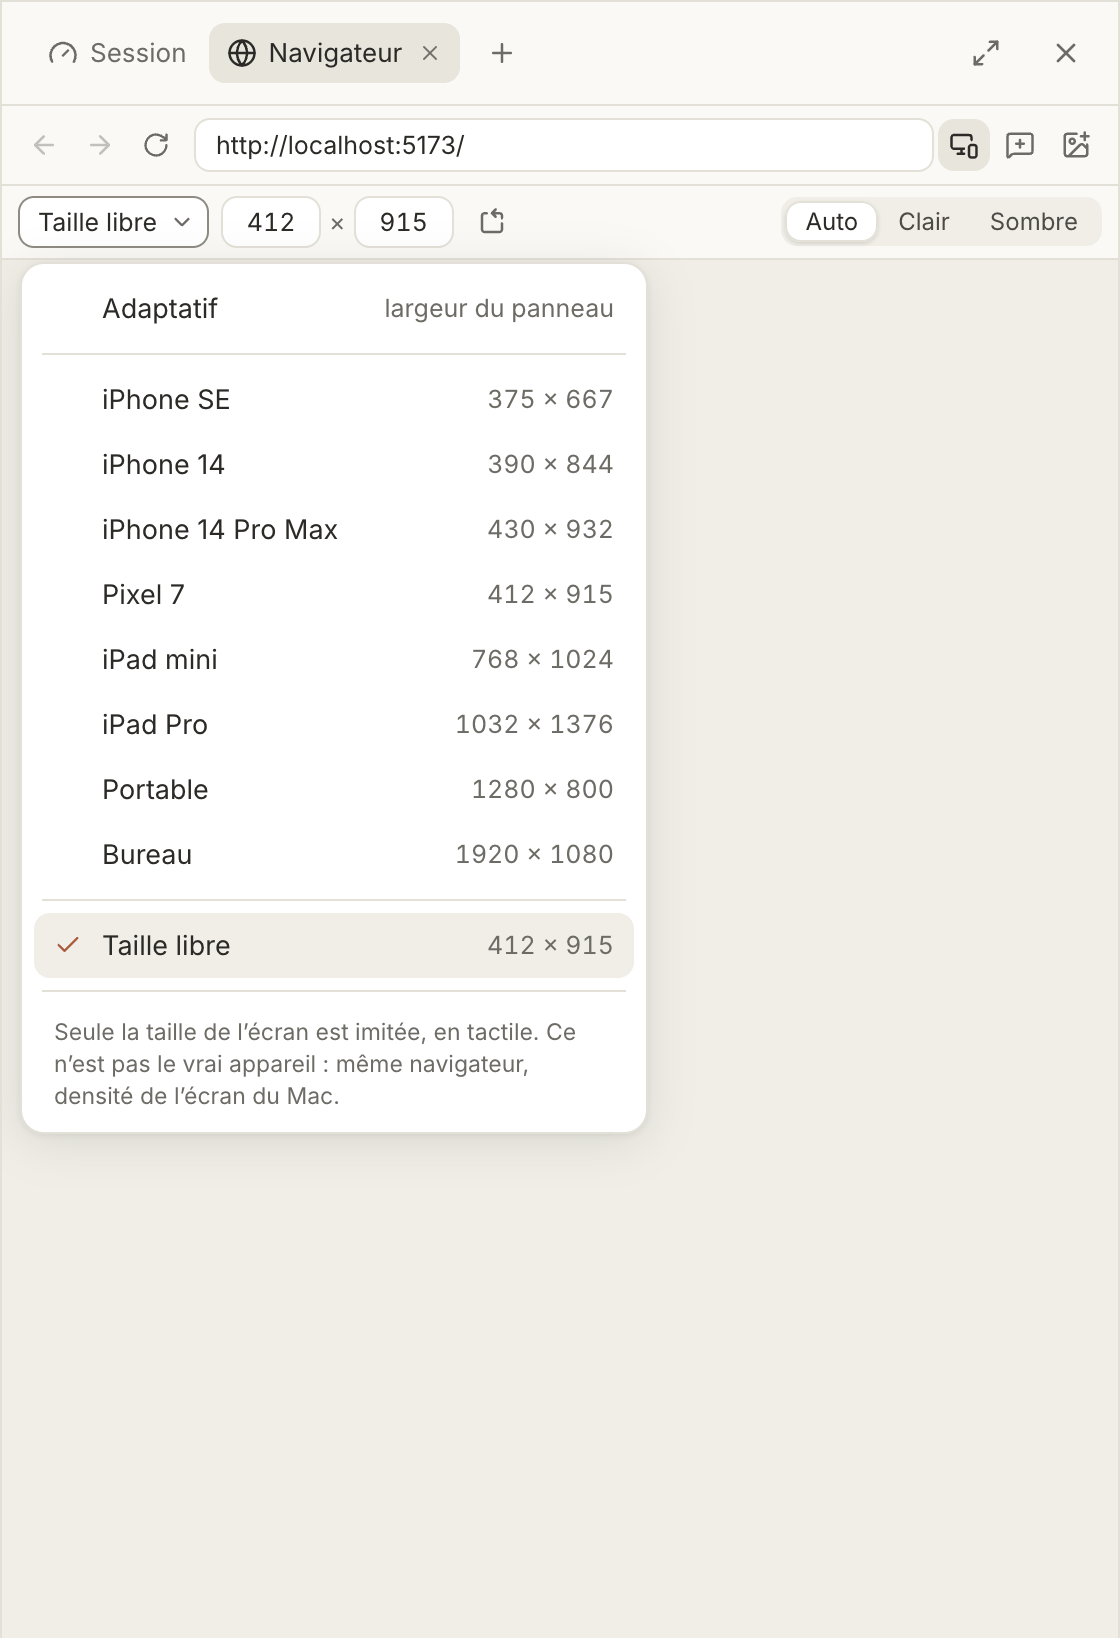 Session
Navigateur
http://localhost:5173/
Taille libre 412 × 915
Auto Clair Sombre
Adaptatif largeur du panneau
iPhone SE 375 × 667
iPhone 14 390 × 844
iPhone 14 Pro Max 430 × 932
Pixel 7 412 × 915
iPad mini 768 × 1024
iPad Pro 1032 × 1376
Portable 1280 × 800
Bureau 1920 × 1080
Taille libre 412 × 915
Seule la taille de l’écran est imitée, en tactile. Ce
n’est pas le vrai appareil : même navigateur,
densité de l’écran du Mac.